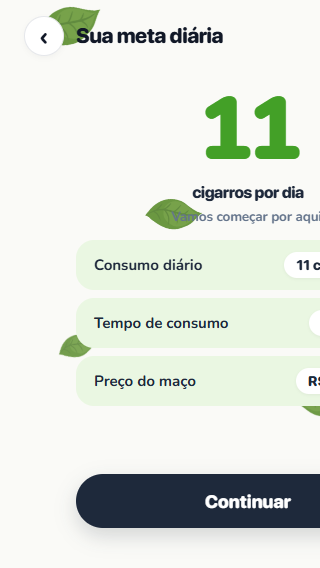 Sua meta diária
11
cigarros por dia
Vamos começar por aqui
Consumo diário
11
Tempo de consumo
Preço do maço
Continuar